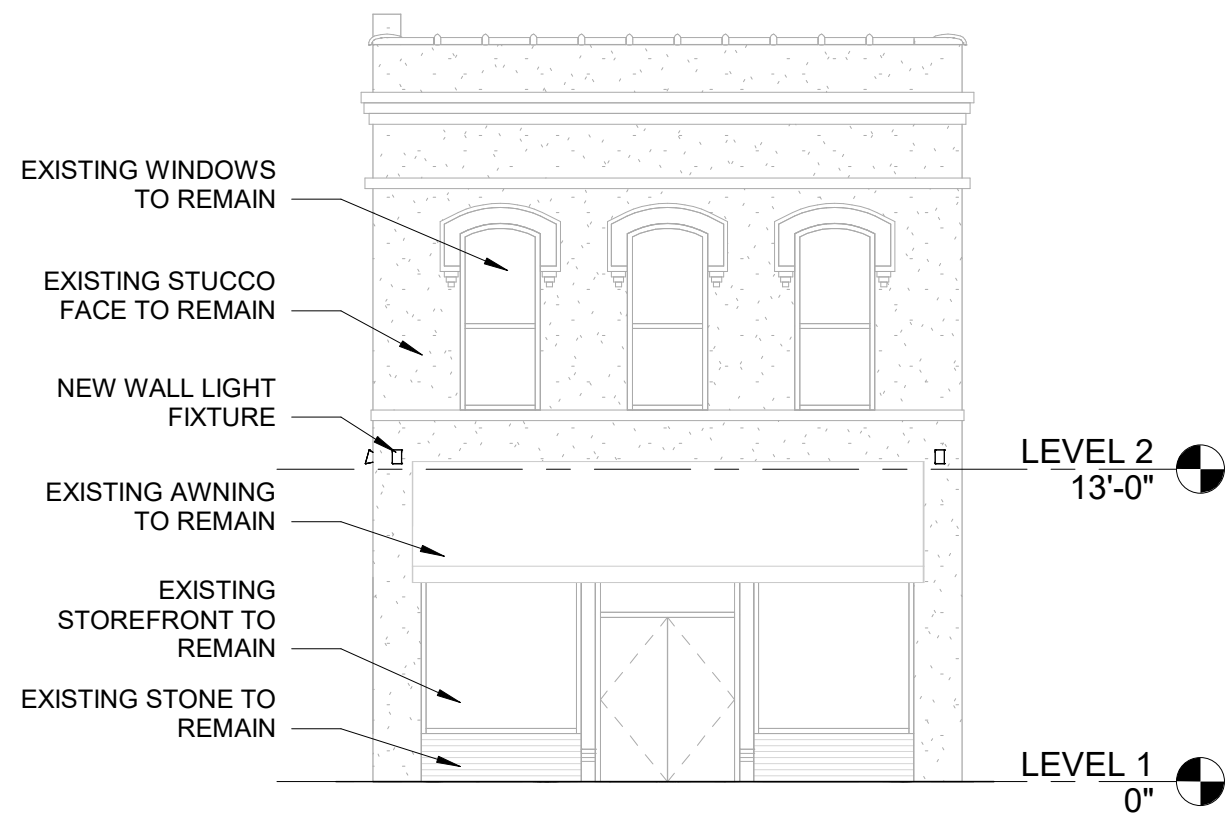 EXISTING WINDOWS
TO REMAIN
EXISTING STUCCO
FACE TO REMAIN
NEW WALL LIGHT
FIXTURE
LEVEL 2
13'-0"
EXISTING AWNING
TO REMAIN
EXISTING
STOREFRONT TO
REMAIN
EXISTING STONE TO
REMAIN
LEVEL 1
0"